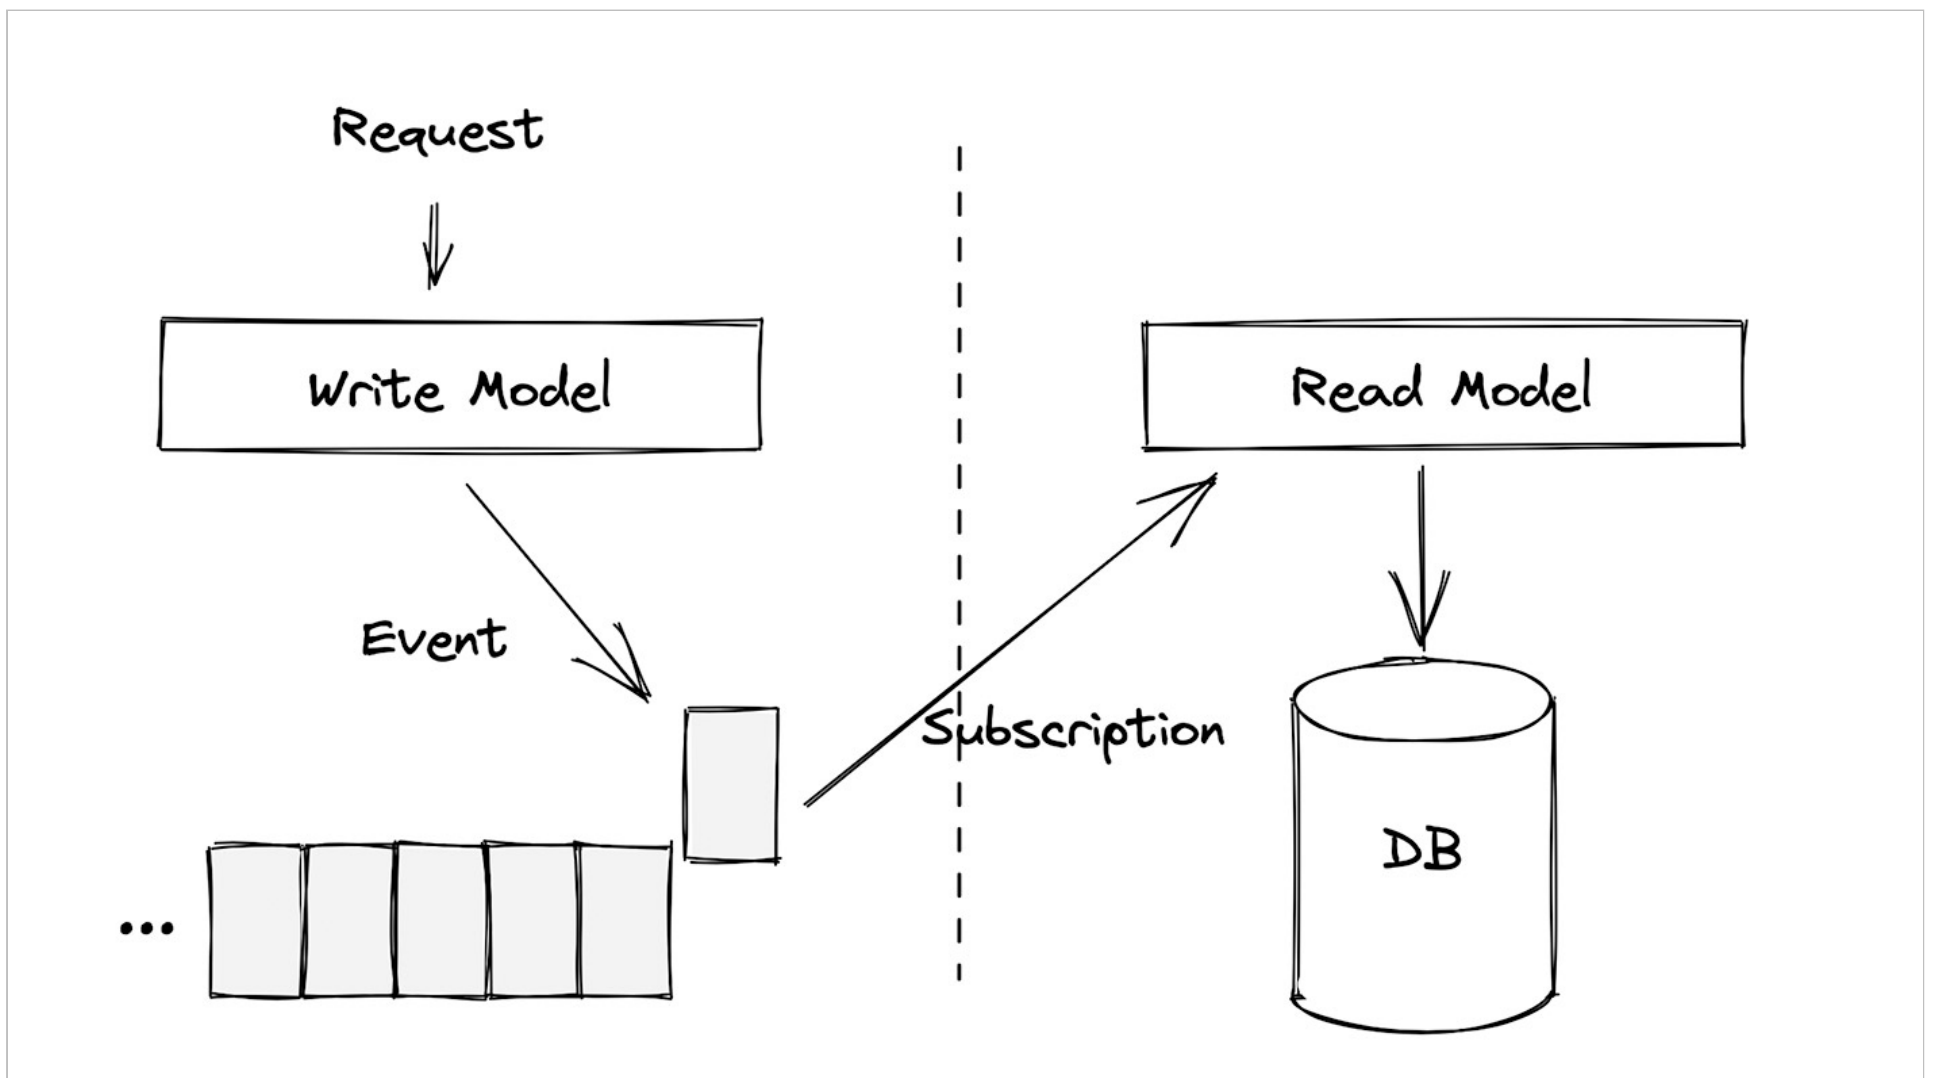 Request
Write Model
Read Model
Event
Subscription
DB
...